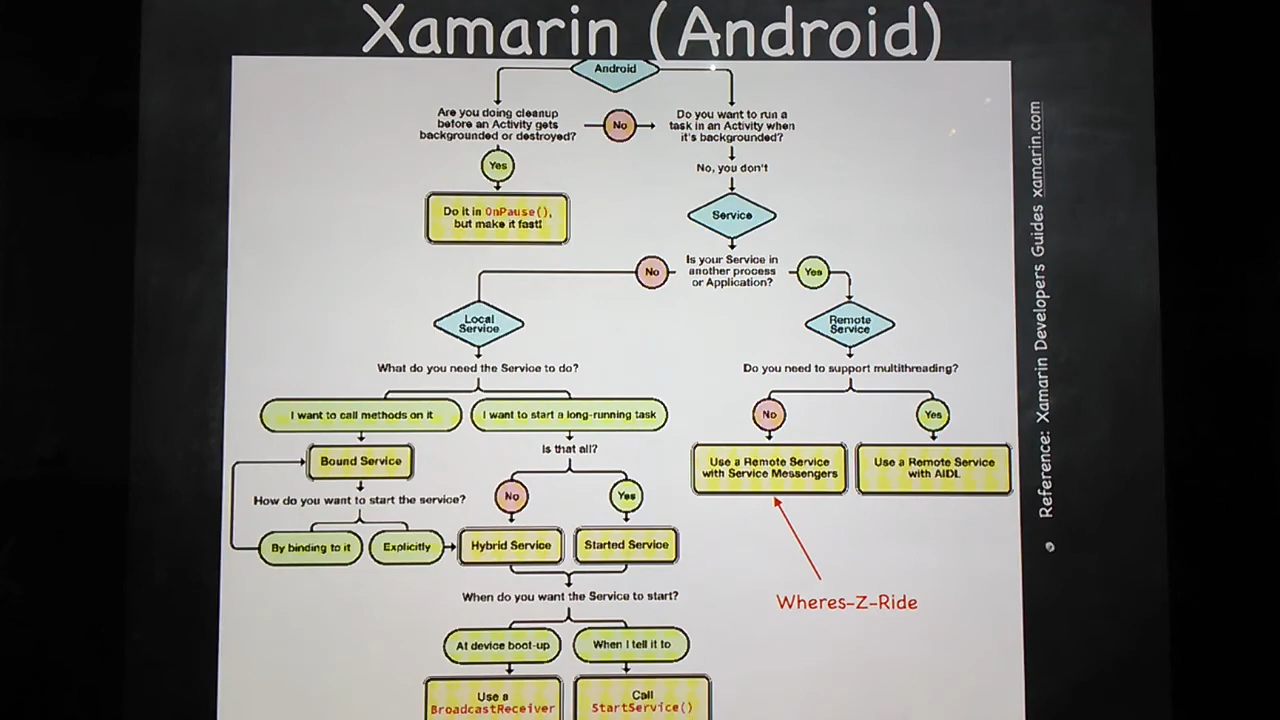 Xamarin (Android)
Android
Are you doing cleanup
before an Activity gets
backgrounded or destroyed?
No
Do you want to run a
task in an Activity when
it's backgrounded?
Yes
No, you don't
Do it in OnPause(),
but make it fast!
Service
No
Is your Service in
another process
or Application?
Yes
Local
Service
Remote
Service
What do you need the Service to do?
Do you need to support multithreading?
I want to call methods on it
I want to start a long-running task
No
Yes
Bound Service
Is that all?
Use a Remote Service
with Service Messengers
Use a Remote Service
with AIDL
How do you want to start the service?
No
Yes
By binding to it
Explicitly
Hybrid Service
Started Service
When do you want the Service to start?
Wheres-Z-Ride
At device boot-up
When I tell it to
Use a
BroadcastReceiver
Call
StartService()
Reference: Xamarin Developers Guides xamarin.com